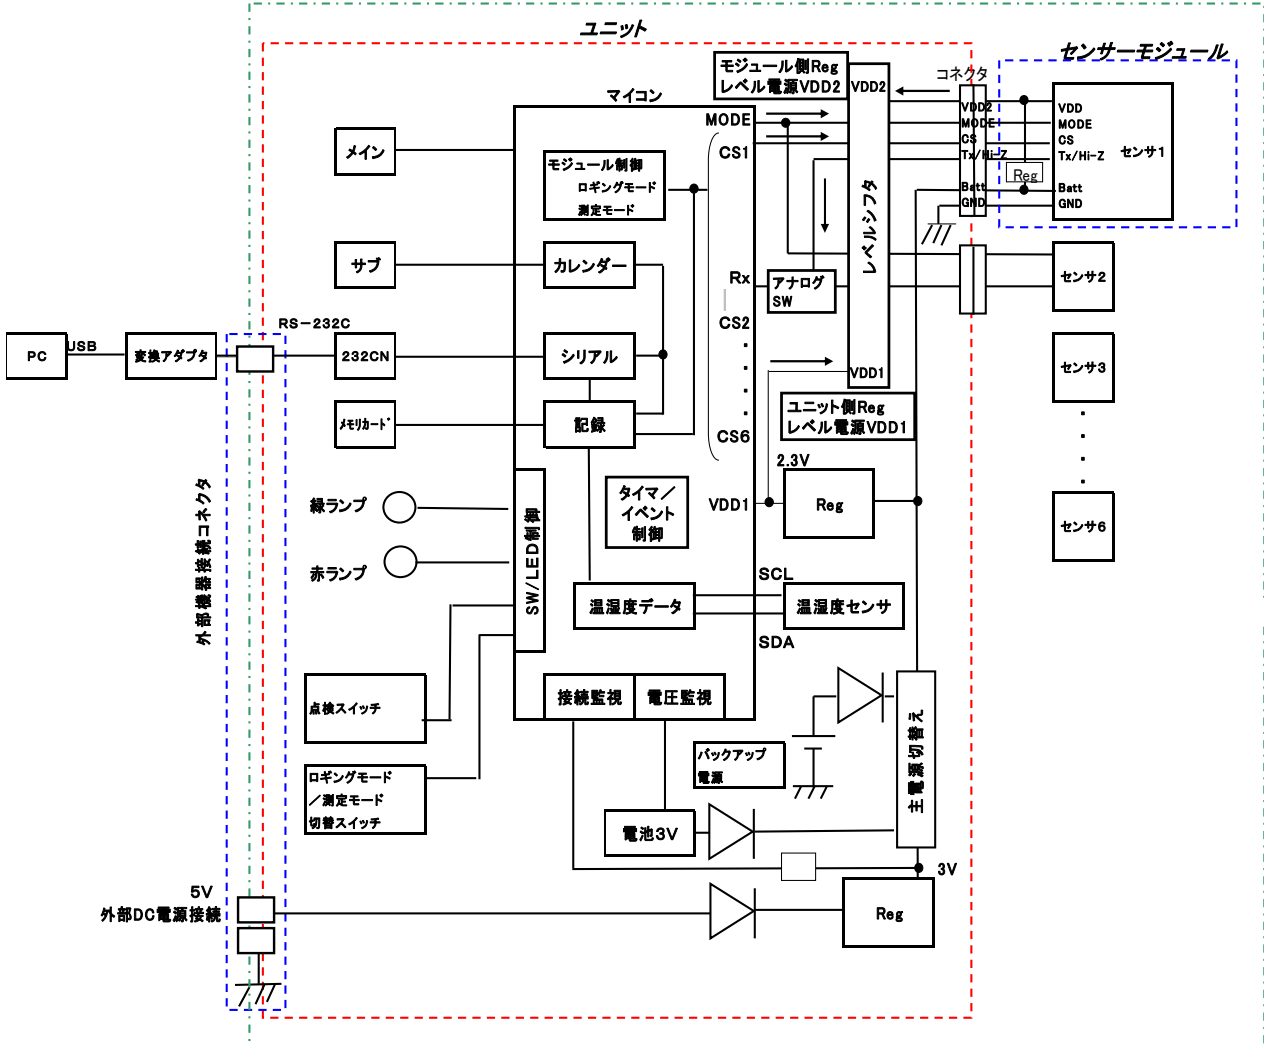 ユニット
センサーモジュール
モジュール側Reg
レベル電源VDD2
VDD2
コネクタ
マイコン
MODE
CS1
VDD2
MODE
CS
Tx/Hi-Z
Batt
GND
VDD
MODE
CS
Tx/Hi-Z
Batt
GND
センサ1
Reg
メイン
モジュール制御
ロギングモード
測定モード
レベルシフタ
サブ
カレンダー
Rx
アナログ
SW
センサ2
CS2
RS-232C
PC
USB
変換アダプタ
232CN
シリアル
センサ3
VDD1
メモリカード
記録
CS6
ユニット側Reg
レベル電源VDD1
2.3V
外部機器接続コネクタ
緑ランプ
赤ランプ
SW/LED制御
タイマ/
イベント
制御
VDD1
Reg
センサ6
SCL
温湿度データ
温湿度センサ
SDA
点検スイッチ
接続監視
電圧監視
主電源切替え
バックアップ
電源
ロギングモード
/測定モード
切替スイッチ
電池3V
3V
5V
外部DC電源接続
Reg